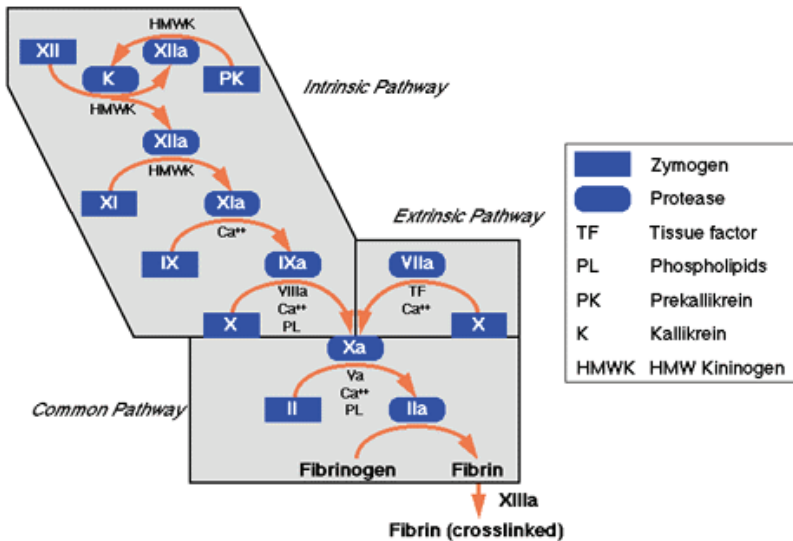 HMWK
XII
XIIa
K
PK
HMWK
Intrinsic Pathway
XIIa
HMWK
XI
XIa
Ca++
Extrinsic Pathway
IX
IXa
VIIa
VIIIa
Ca++
PL
TF
Ca++
X
X
Xa
Va
Ca++
PL
Common Pathway
II
IIa
Fibrinogen
Fibrin
XIIIa
Fibrin (crosslinked)
Zymogen
Protease
TF Tissue factor
PL Phospholipids
PK Prekallikrein
K Kallikrein
HMWK HMW Kininogen